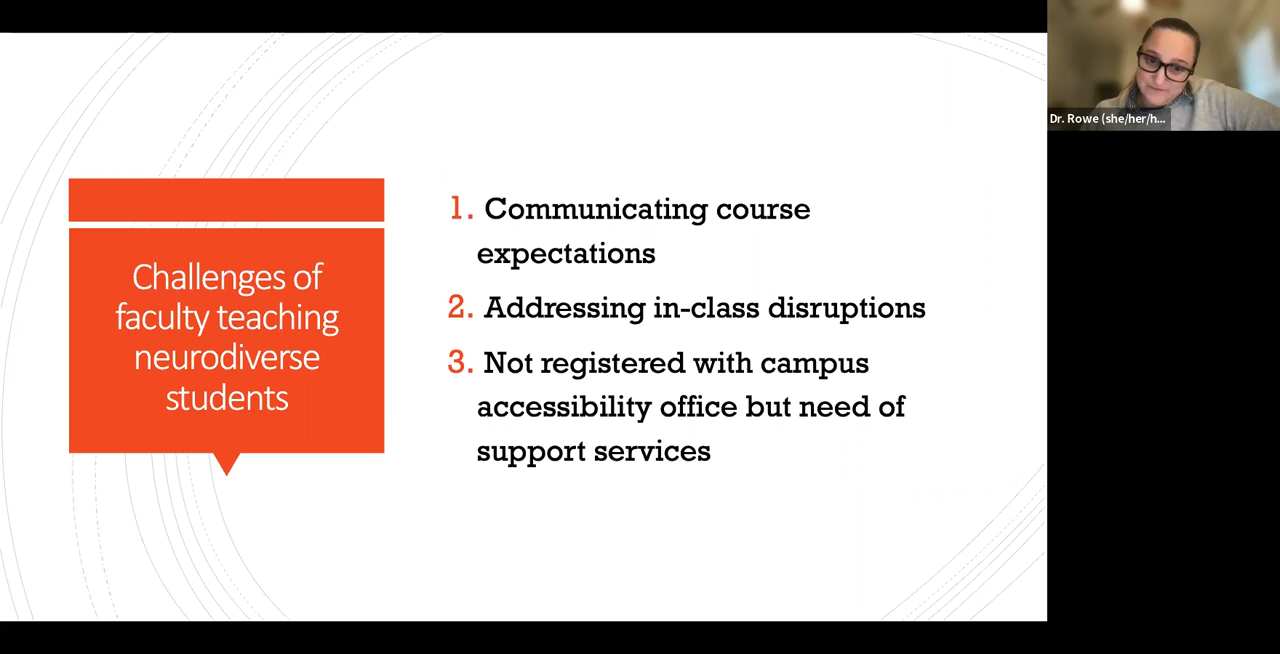 Challenges of
faculty teaching
neurodiverse
students
1. Communicating course
expectations
2. Addressing in-class disruptions
3. Not registered with campus
accessibility office but need of
support services
Dr. Rowe (she/her/h...